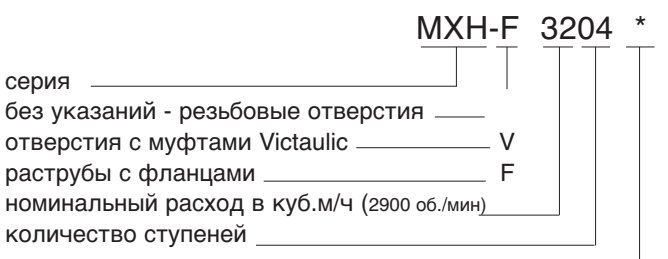 MXH-F 3204 *
серия
без указаний - резьбовые отверстия
отверстия с муфтами Victaulic V
раструбы с фланцами F
номинальный расход в куб.м/ч (2900 об./мин)
количество ступеней